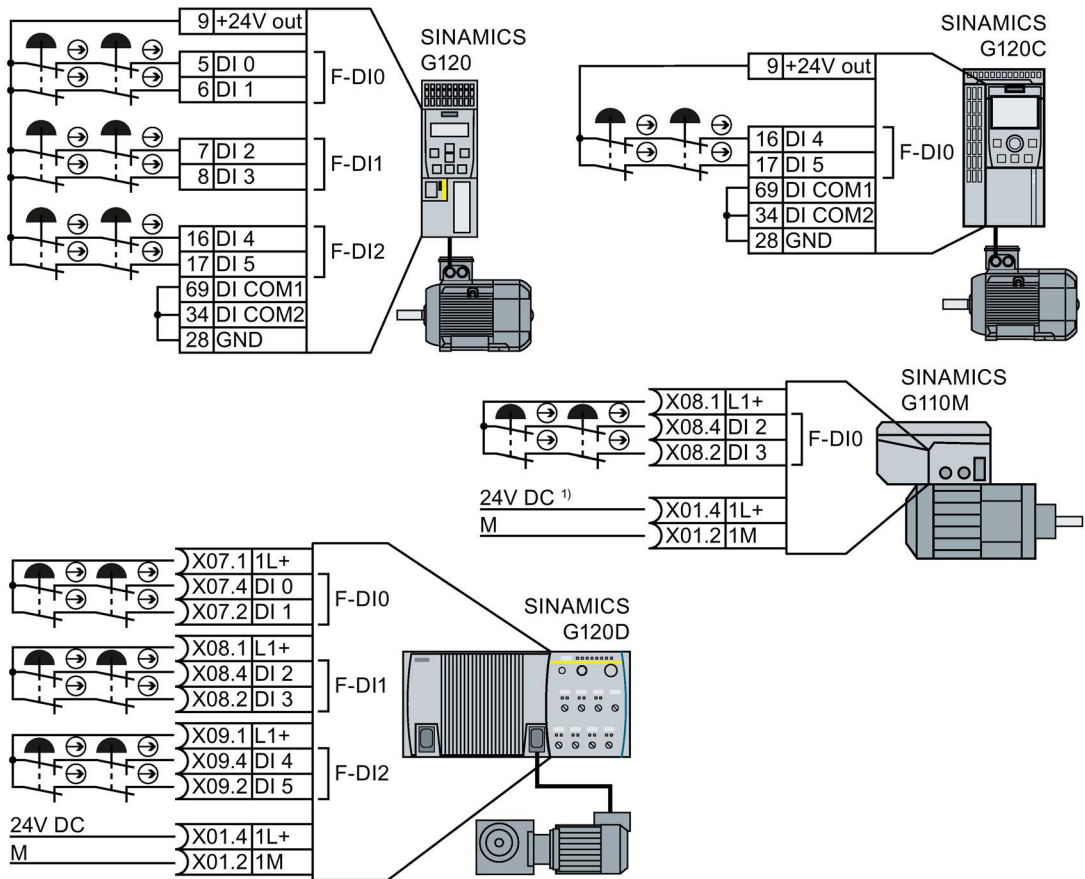 9 +24V out
5 DI 0
6 DI 1
F-DI0
7 DI 2
8 DI 3
F-DI1
16 DI 4
17 DI 5
F-DI2
69 DI COM1
34 DI COM2
28 GND
SINAMICS
G120
SINAMICS
G120C
9 +24V out
16 DI 4
17 DI 5
F-DI0
69 DI COM1
34 DI COM2
28 GND
SINAMICS
G110M
X08.1 L1+
X08.4 DI 2
X08.2 DI 3
F-DI0
24V DC 1)
X01.4 1L+
M
X01.2 1M
X07.1 1L+
X07.4 DI 0
X07.2 DI 1
F-DI0
X08.1 L1+
X08.4 DI 2
X08.2 DI 3
F-DI1
X09.1 L1+
X09.4 DI 4
X09.2 DI 5
F-DI2
24V DC
X01.4 1L+
M
X01.2 1M
SINAMICS
G120D